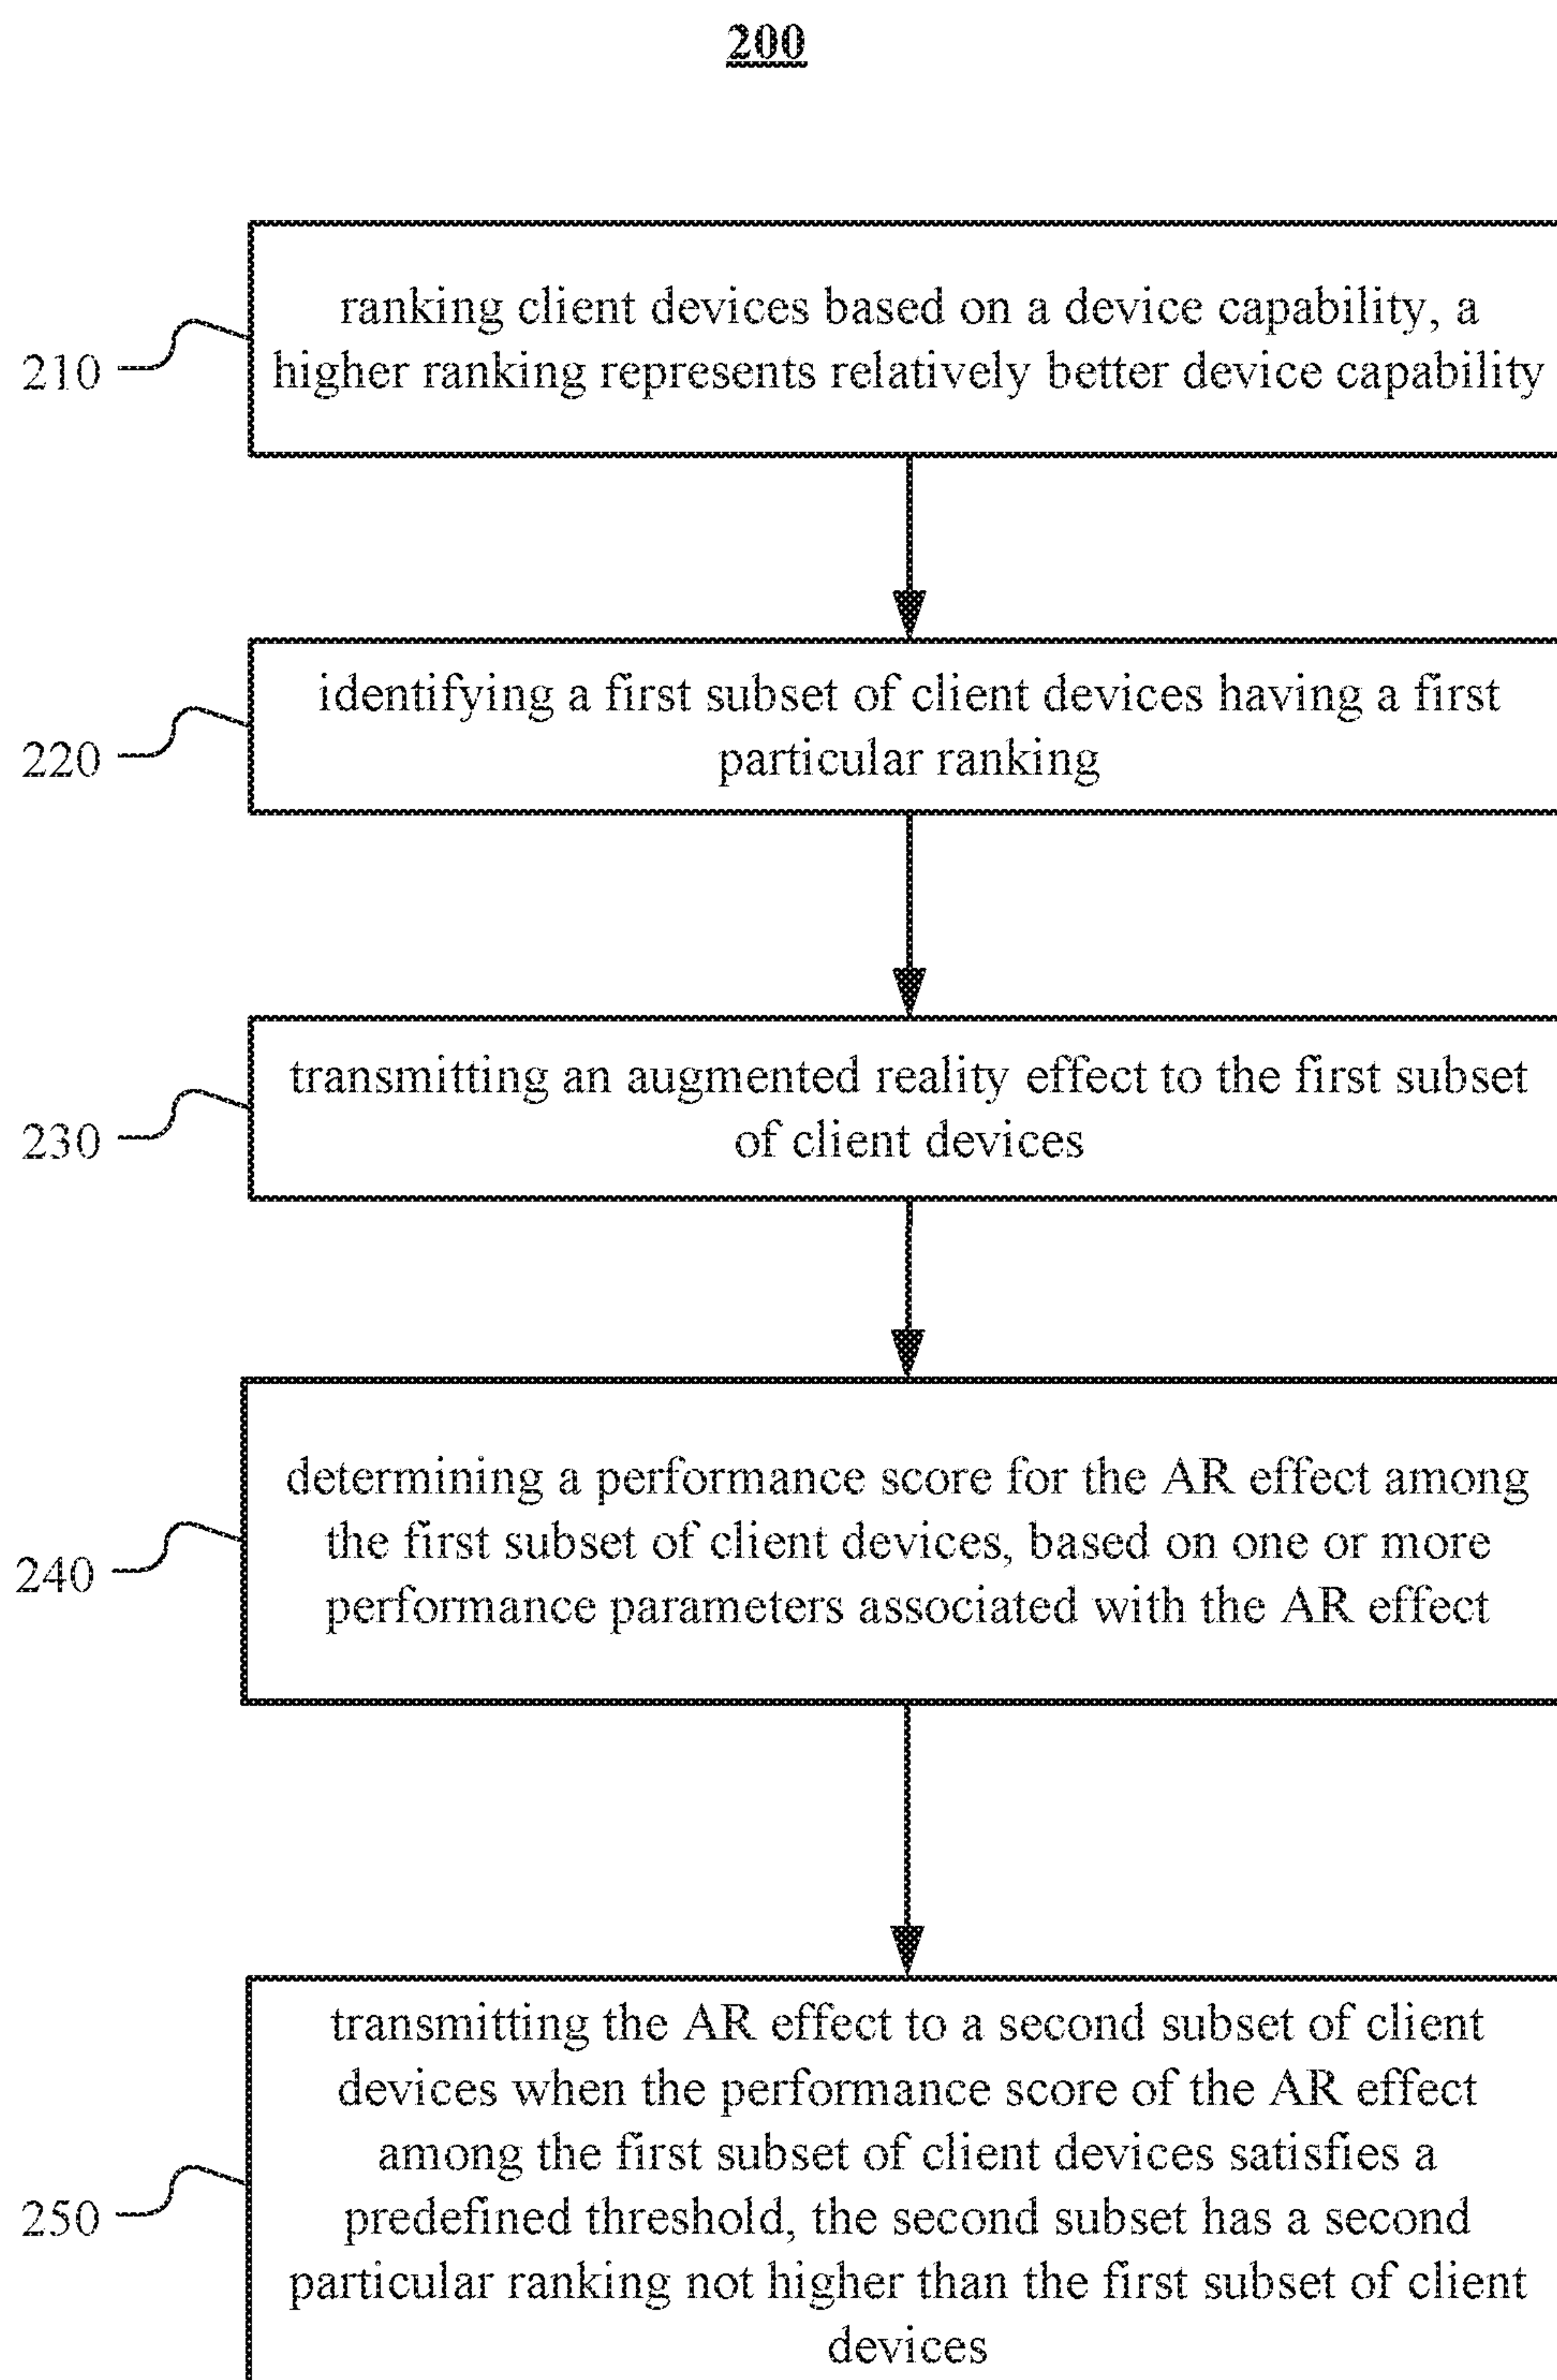 200
ranking client devices based on a device capability, a
higher ranking represents relatively better device capability
210
identifying a first subset of client devices having a first
particular ranking
220
transmitting an augmented reality effect to the first subset
of client devices
230
determining a performance score for the AR effect among
the first subset of client devices, based on one or more
performance parameters associated with the AR effect
240
transmitting the AR effect to a second subset of client
devices when the performance score of the AR effect
among the first subset of client devices satisfies a
predefined threshold, the second subset has a second
particular ranking not higher than the first subset of client
devices
250